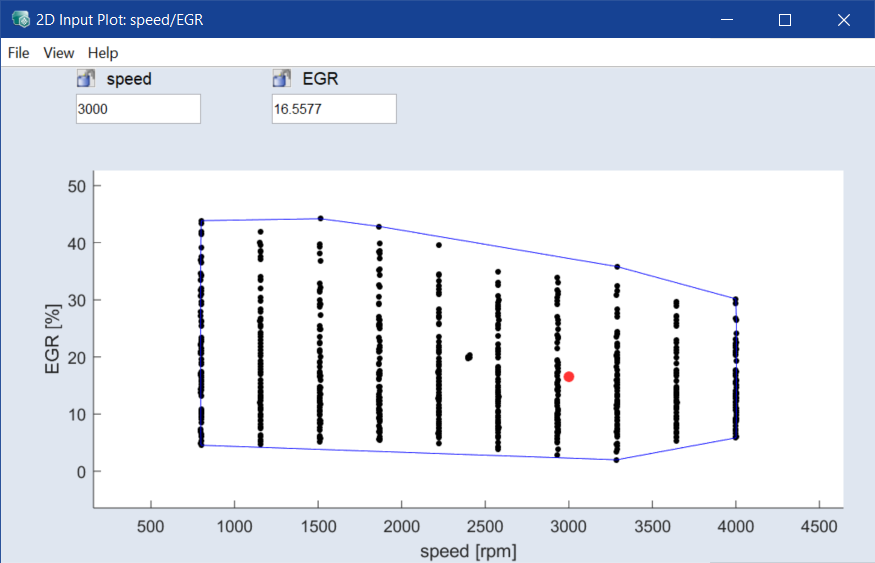 2D Input Plot: speed/EGR
File View Help
speed EGR
3000 16.5577
50
40
30
20
10
0
EGR [%]
500 1000 1500 2000 2500 3000 3500 4000 4500
speed [rpm]